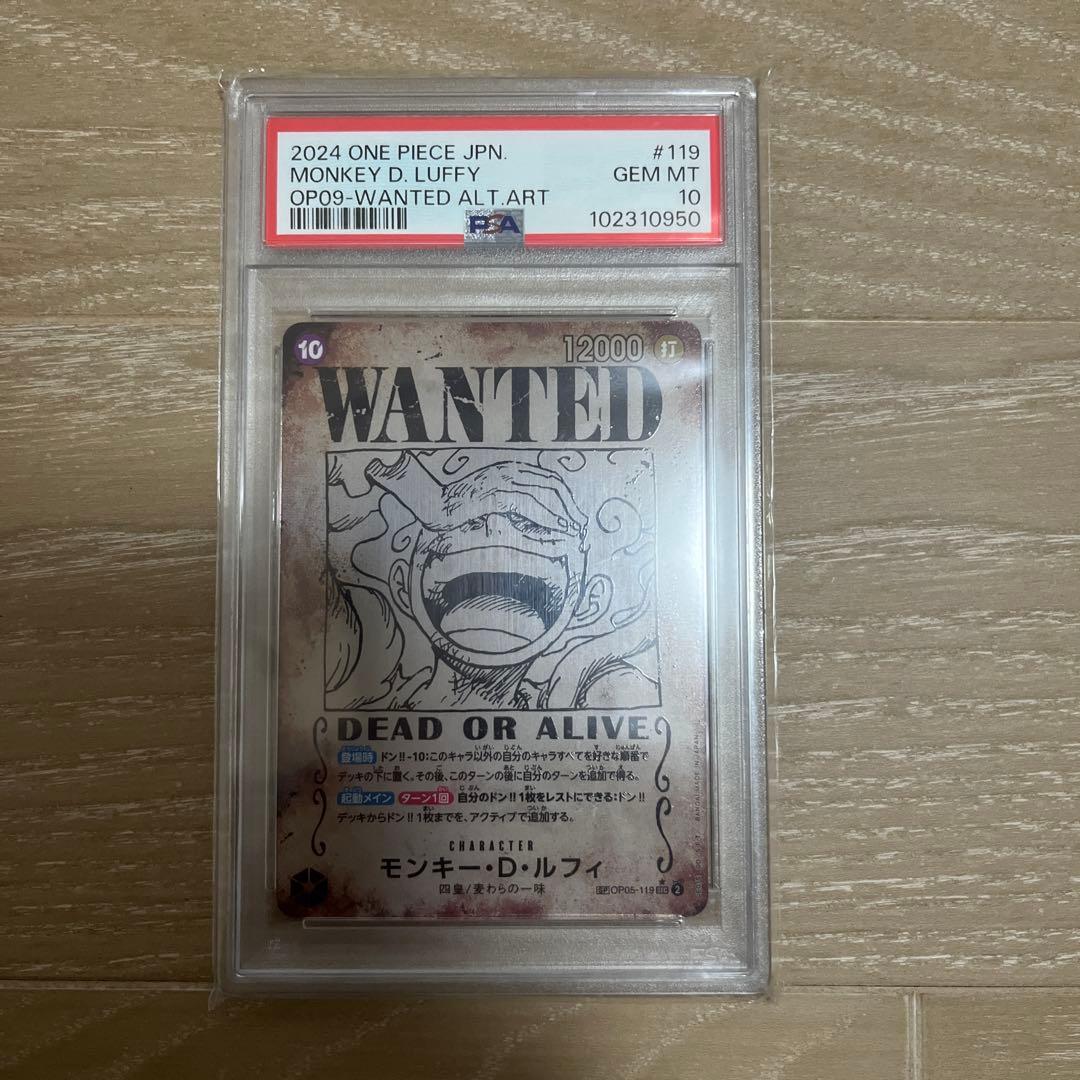 2024 ONE PIECE JPN. #119
MONKEY D. LUFFY GEM MT
OP09-WANTED ALT.ART 10
PSA 102310950
10 12000 打
WANTED
DEAD OR ALIVE
登場時 ドン!!-10:このキャラ以外の自分のキャラすべてを好きな順番で
デッキの下に置く。その後、このターンの後に自分のターンを追加で得る。
起動メイン ターン1回 自分のドン!!1枚をレストにできる:ドン!!
デッキからドン!!1枚までを、アクティブで追加する。
CHARACTER
モンキー・D・ルフィ
四皇/麦わらの一味
SP OP05-119 SEC 2
BANDAI MADE IN JAPAN